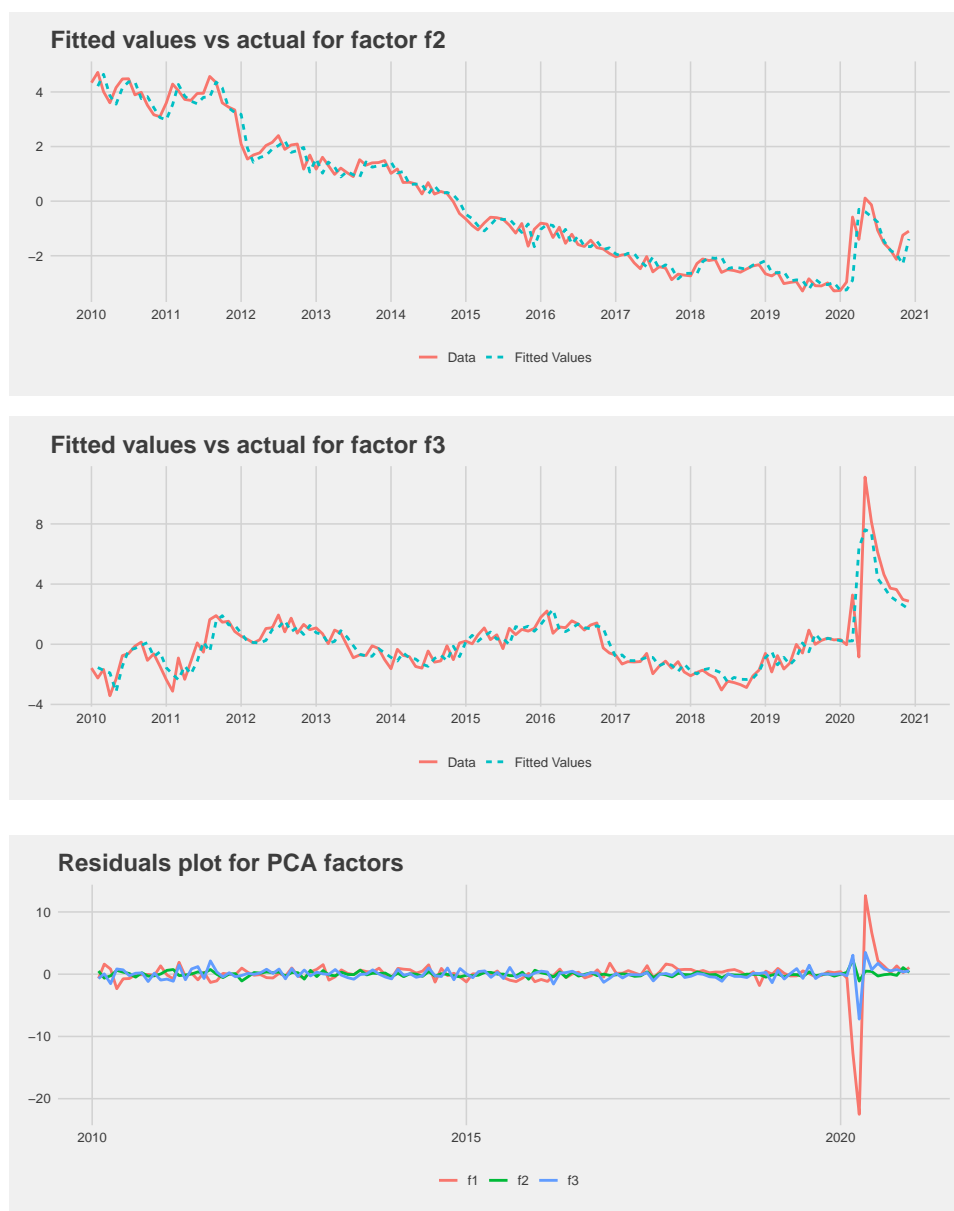 Fitted values vs actual for factor f2
4
2
0
−2
2010 2011 2012 2013 2014 2015 2016 2017 2018 2019 2020 2021
Data Fitted Values
Fitted values vs actual for factor f3
8
4
0
−4
2010 2011 2012 2013 2014 2015 2016 2017 2018 2019 2020 2021
Data Fitted Values
Residuals plot for PCA factors
10
0
−10
−20
2010 2015 2020
f1 f2 f3